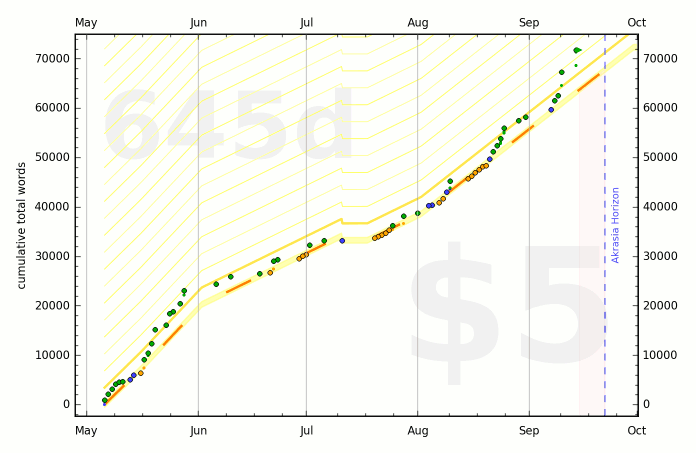 May Jun Jul Aug Sep Oct
70000 70000
60000 60000
50000 50000
40000 40000
30000 30000
20000 20000
10000 10000
0 0
cumulative total words
645d
$5
Akrasia Horizon
May Jun Jul Aug Sep Oct